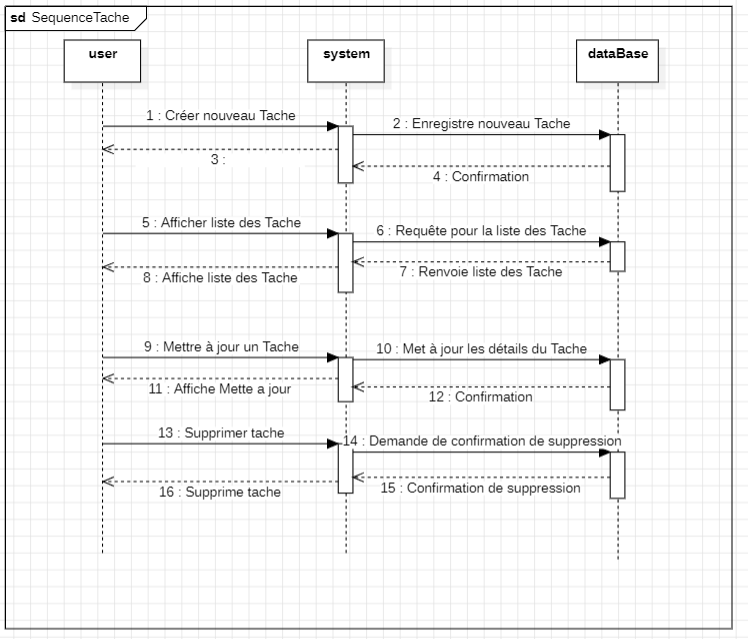 sd SequenceTache
user
system
dataBase
1 : Créer nouveau Tache
2 : Enregistre nouveau Tache
3 :
4 : Confirmation
5 : Afficher liste des Tache
6 : Requête pour la liste des Tache
7 : Renvoie liste des Tache
8 : Affiche liste des Tache
9 : Mettre à jour un Tache
10 : Met à jour les détails du Tache
11 : Affiche Mette a jour
12 : Confirmation
13 : Supprimer tache
14 : Demande de confirmation de suppression
15 : Confirmation de suppression
16 : Supprime tache